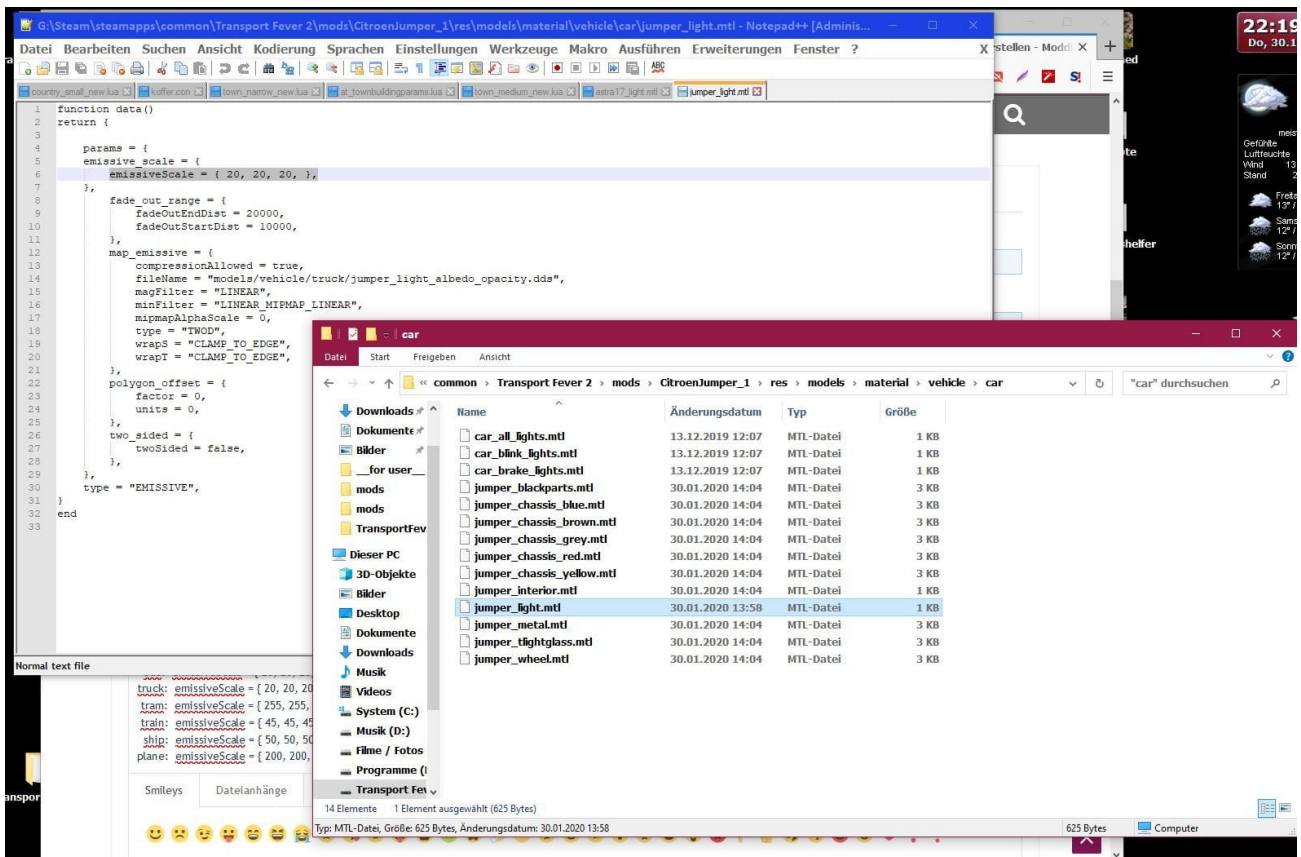 G:\Steam\steamapps\common\Transport Fever 2\mods\CitroenJumper_1\res\models\material\vehicle\car\jumper_light.mtl - Notepad++ [Adminis...
Datei Bearbeiten Suchen Ansicht Kodierung Sprachen Einstellungen Werkzeuge Makro Ausführen Erweiterungen Fenster ? X
country_small_new.lua koffer.con town_narrow_new.lua at_townbuildingparams.lua town_medium_new.lua astra17_light.mtl jumper_light.mtl
1 function data()
2 return {
3
4 params = {
5 emissive_scale = {
6 emissiveScale = { 20, 20, 20, },
7 },
8 fade_out_range = {
9 fadeOutEndDist = 20000,
10 fadeOutStartDist = 10000,
11 },
12 map_emissive = {
13 compressionAllowed = true,
14 fileName = "models/vehicle/truck/jumper_light_albedo_opacity.dds",
15 magFilter = "LINEAR",
16 minFilter = "LINEAR_MIPMAP_LINEAR",
17 mipmapAlphaScale = 0,
18 type = "TWOD",
19 wrapS = "CLAMP_TO_EDGE",
20 wrapT = "CLAMP_TO_EDGE",
21 },
22 polygon_offset = {
23 factor = 0,
24 units = 0,
25 },
26 two_sided = {
27 twoSided = false,
28 },
29 },
30 type = "EMISSIVE",
31 }
32 end
33
Normal text file
truck: emissiveScale = { 20, 20, 20
tram: emissiveScale = { 255, 255,
train: emissiveScale = { 45, 45, 45
ship: emissiveScale = { 50, 50, 50
plane: emissiveScale = { 200, 200,
Smileys Dateianhänge
rstellen - Moddi X +
S!
ed
te
helfer
anspor
22:19
Do, 30.1
meis
Gefühlte
Luftfeuchte
Wind 13
Stand 2
Freita
13° /
Sams
12° /
Sonn
12° /
car
Datei Start Freigeben Ansicht
« common › Transport Fever 2 › mods › CitroenJumper_1 › res › models › material › vehicle › car
"car" durchsuchen
Downloads
Dokumente
Bilder
__for user__
mods
mods
TransportFev
Dieser PC
3D-Objekte
Bilder
Desktop
Dokumente
Downloads
Musik
Videos
System (C:)
Musik (D:)
Filme / Fotos
Programme (
Transport Fev
Name Änderungsdatum Typ Größe
car_all_lights.mtl 13.12.2019 12:07 MTL-Datei 1 KB
car_blink_lights.mtl 13.12.2019 12:07 MTL-Datei 1 KB
car_brake_lights.mtl 13.12.2019 12:07 MTL-Datei 1 KB
jumper_blackparts.mtl 30.01.2020 14:04 MTL-Datei 3 KB
jumper_chassis_blue.mtl 30.01.2020 14:04 MTL-Datei 3 KB
jumper_chassis_brown.mtl 30.01.2020 14:04 MTL-Datei 3 KB
jumper_chassis_grey.mtl 30.01.2020 14:04 MTL-Datei 3 KB
jumper_chassis_red.mtl 30.01.2020 14:04 MTL-Datei 3 KB
jumper_chassis_yellow.mtl 30.01.2020 14:04 MTL-Datei 3 KB
jumper_interior.mtl 30.01.2020 14:04 MTL-Datei 1 KB
jumper_light.mtl 30.01.2020 13:58 MTL-Datei 1 KB
jumper_metal.mtl 30.01.2020 14:04 MTL-Datei 3 KB
jumper_tlightglass.mtl 30.01.2020 14:04 MTL-Datei 3 KB
jumper_wheel.mtl 30.01.2020 14:04 MTL-Datei 3 KB
14 Elemente 1 Element ausgewählt (625 Bytes)
Typ: MTL-Datei, Größe: 625 Bytes, Änderungsdatum: 30.01.2020 13:58 625 Bytes Computer